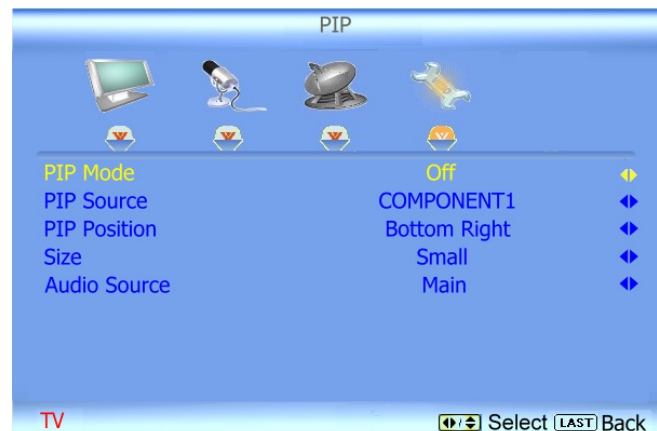 PIP
PIP Mode Off
PIP Source COMPONENT1
PIP Position Bottom Right
Size Small
Audio Source Main
TV Select LAST Back